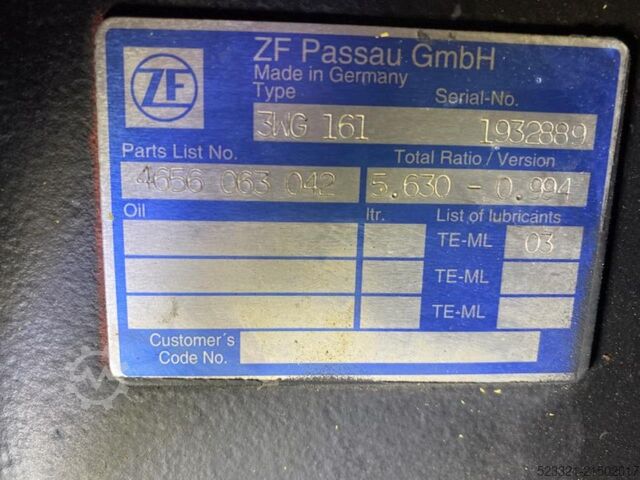 ZF
ZF Passau GmbH
Made in Germany
Type Serial-No.
3WG 161 1932889
Parts List No. Total Ratio / Version
4656 063 042 5.630 - 0.994
Oil ltr. List of lubricants
TE-ML 03
TE-ML
TE-ML
Customer's
Code No.
523321-21502017